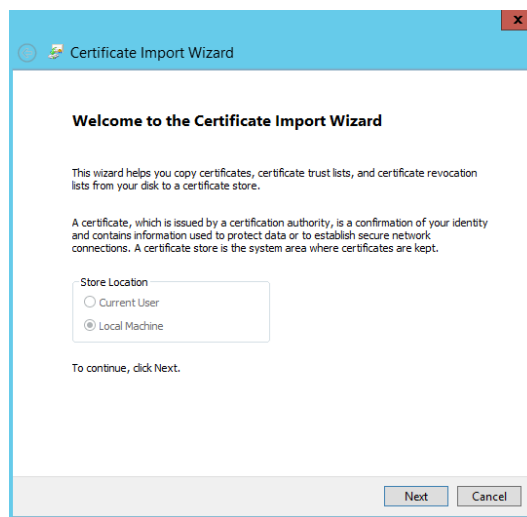 x
Certificate Import Wizard
Welcome to the Certificate Import Wizard
This wizard helps you copy certificates, certificate trust lists, and certificate revocation
lists from your disk to a certificate store.
A certificate, which is issued by a certification authority, is a confirmation of your identity
and contains information used to protect data or to establish secure network
connections. A certificate store is the system area where certificates are kept.
Store Location
Current User
Local Machine
To continue, click Next.
Next Cancel